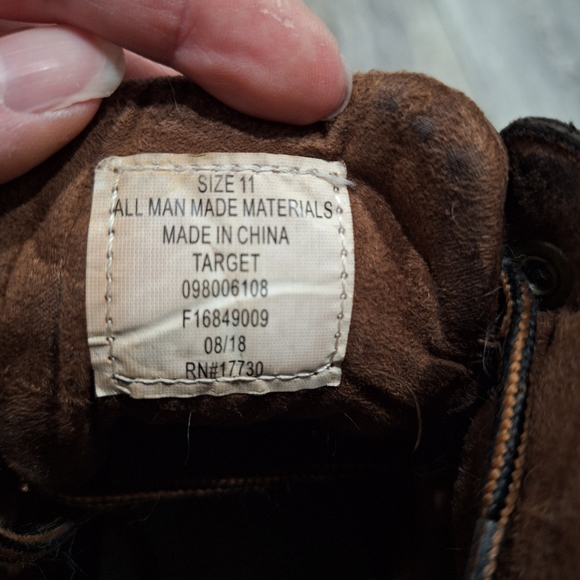 SIZE 11
ALL MAN MADE MATERIALS
MADE IN CHINA
TARGET
098006108
F16849009
08/18
RN#17730